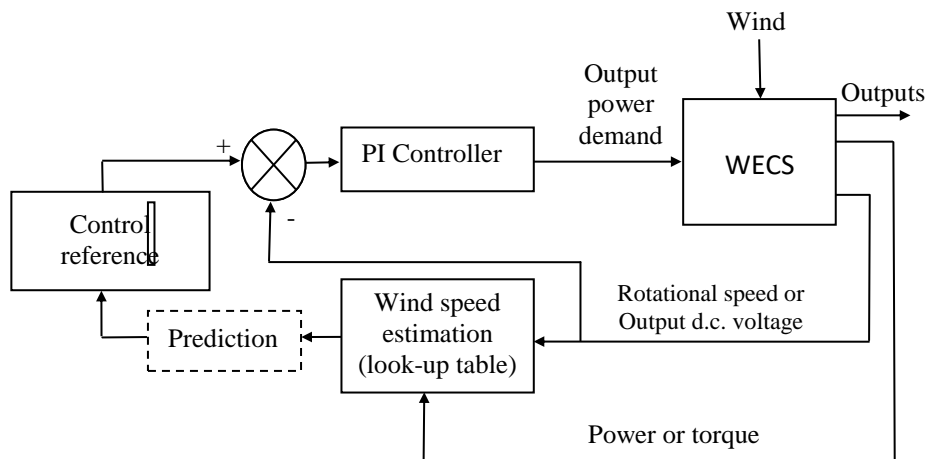 Wind
Output
power
demand
Outputs
+
PI Controller
WECS
-
Control
reference
Wind speed
estimation
(look-up table)
Rotational speed or
Output d.c. voltage
Prediction
Power or torque